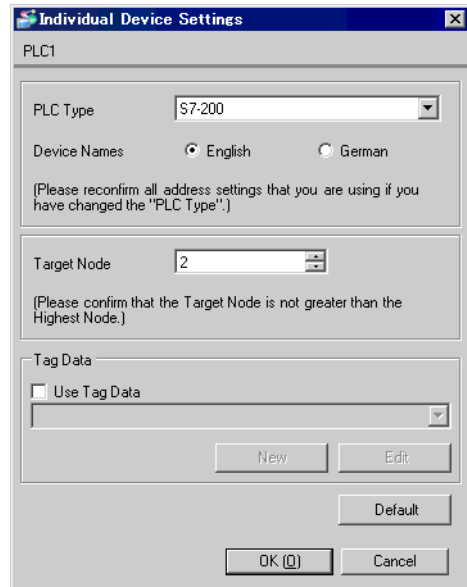 Individual Device Settings
PLC1
PLC Type S7-200
Device Names English German
(Please reconfirm all address settings that you are using if you
have changed the "PLC Type".)
Target Node 2
(Please confirm that the Target Node is not greater than the
Highest Node.)
Tag Data
Use Tag Data
New Edit
Default
OK (O) Cancel